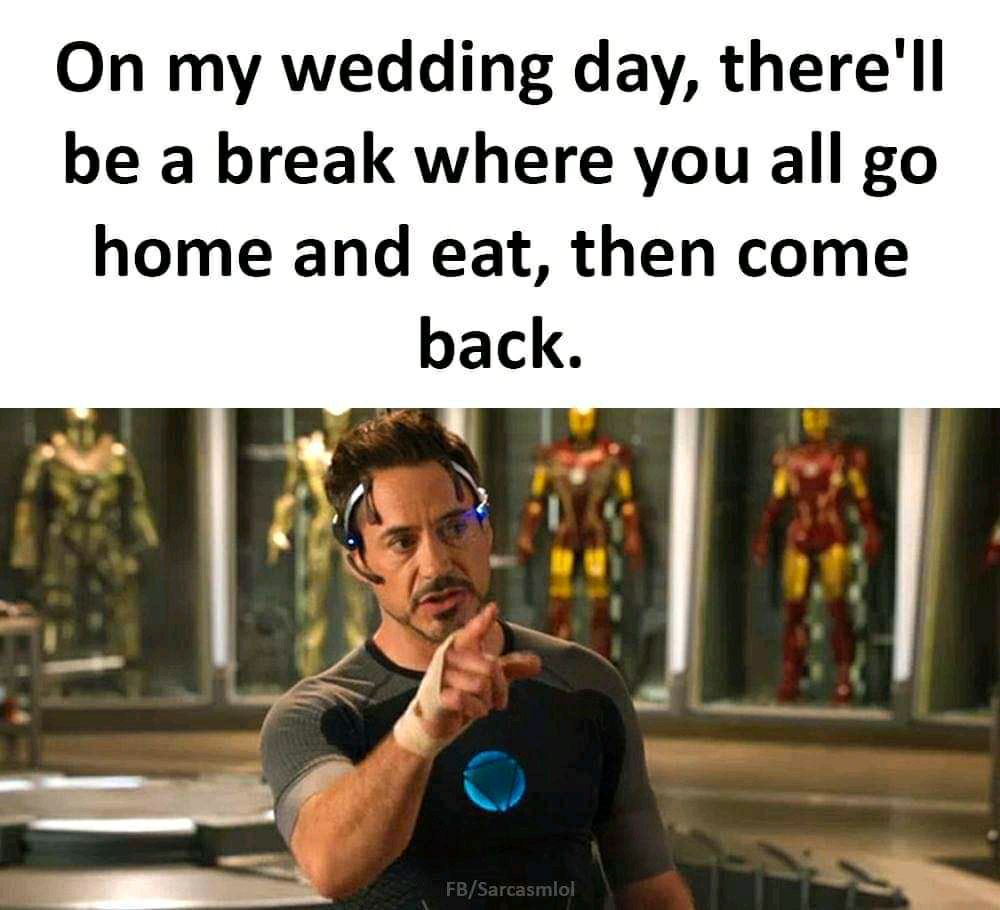 On my wedding day, there'll
be a break where you all go
home and eat, then come
back.
FB/Sarcasmlol